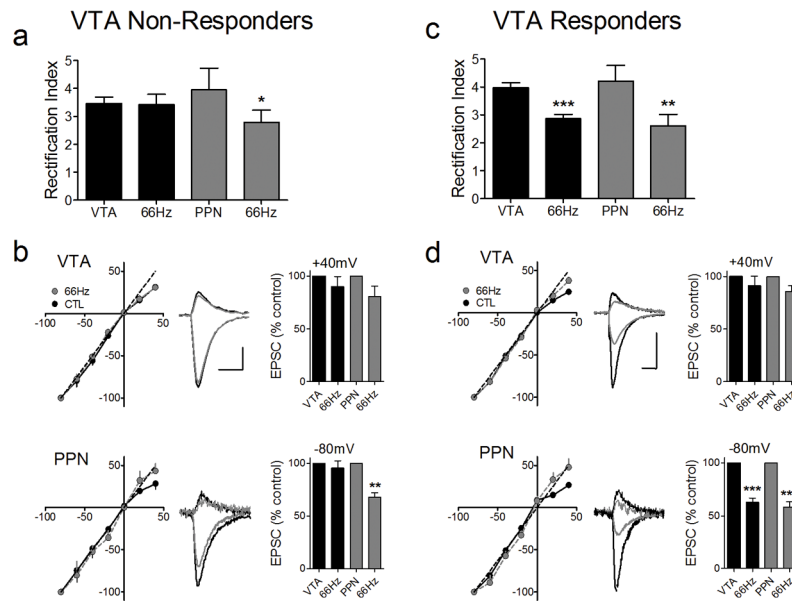 VTA Non-Responders
VTA Responders
a
Rectification Index
5
4
3
2
1
0
*
VTA 66Hz PPN 66Hz
c
Rectification Index
5
4
3
2
1
0
***
**
VTA 66Hz PPN 66Hz
b
VTA
66Hz
CTL
50
-100 -50 50
-50
-100
+40mV
EPSC (% control)
100
50
0
VTA 66Hz PPN 66Hz
PPN
50
-100 -50 50
-50
-100
-80mV
EPSC (% control)
100
50
0
**
VTA 66Hz PPN 66Hz
d
VTA
66Hz
CTL
50
-100 -50 50
-50
-100
+40mV
EPSC (% control)
100
50
0
VTA 66Hz PPN 66Hz
PPN
50
-100 -50 50
-50
-100
-80mV
EPSC (% control)
100
50
0
***
**
VTA 66Hz PPN 66Hz